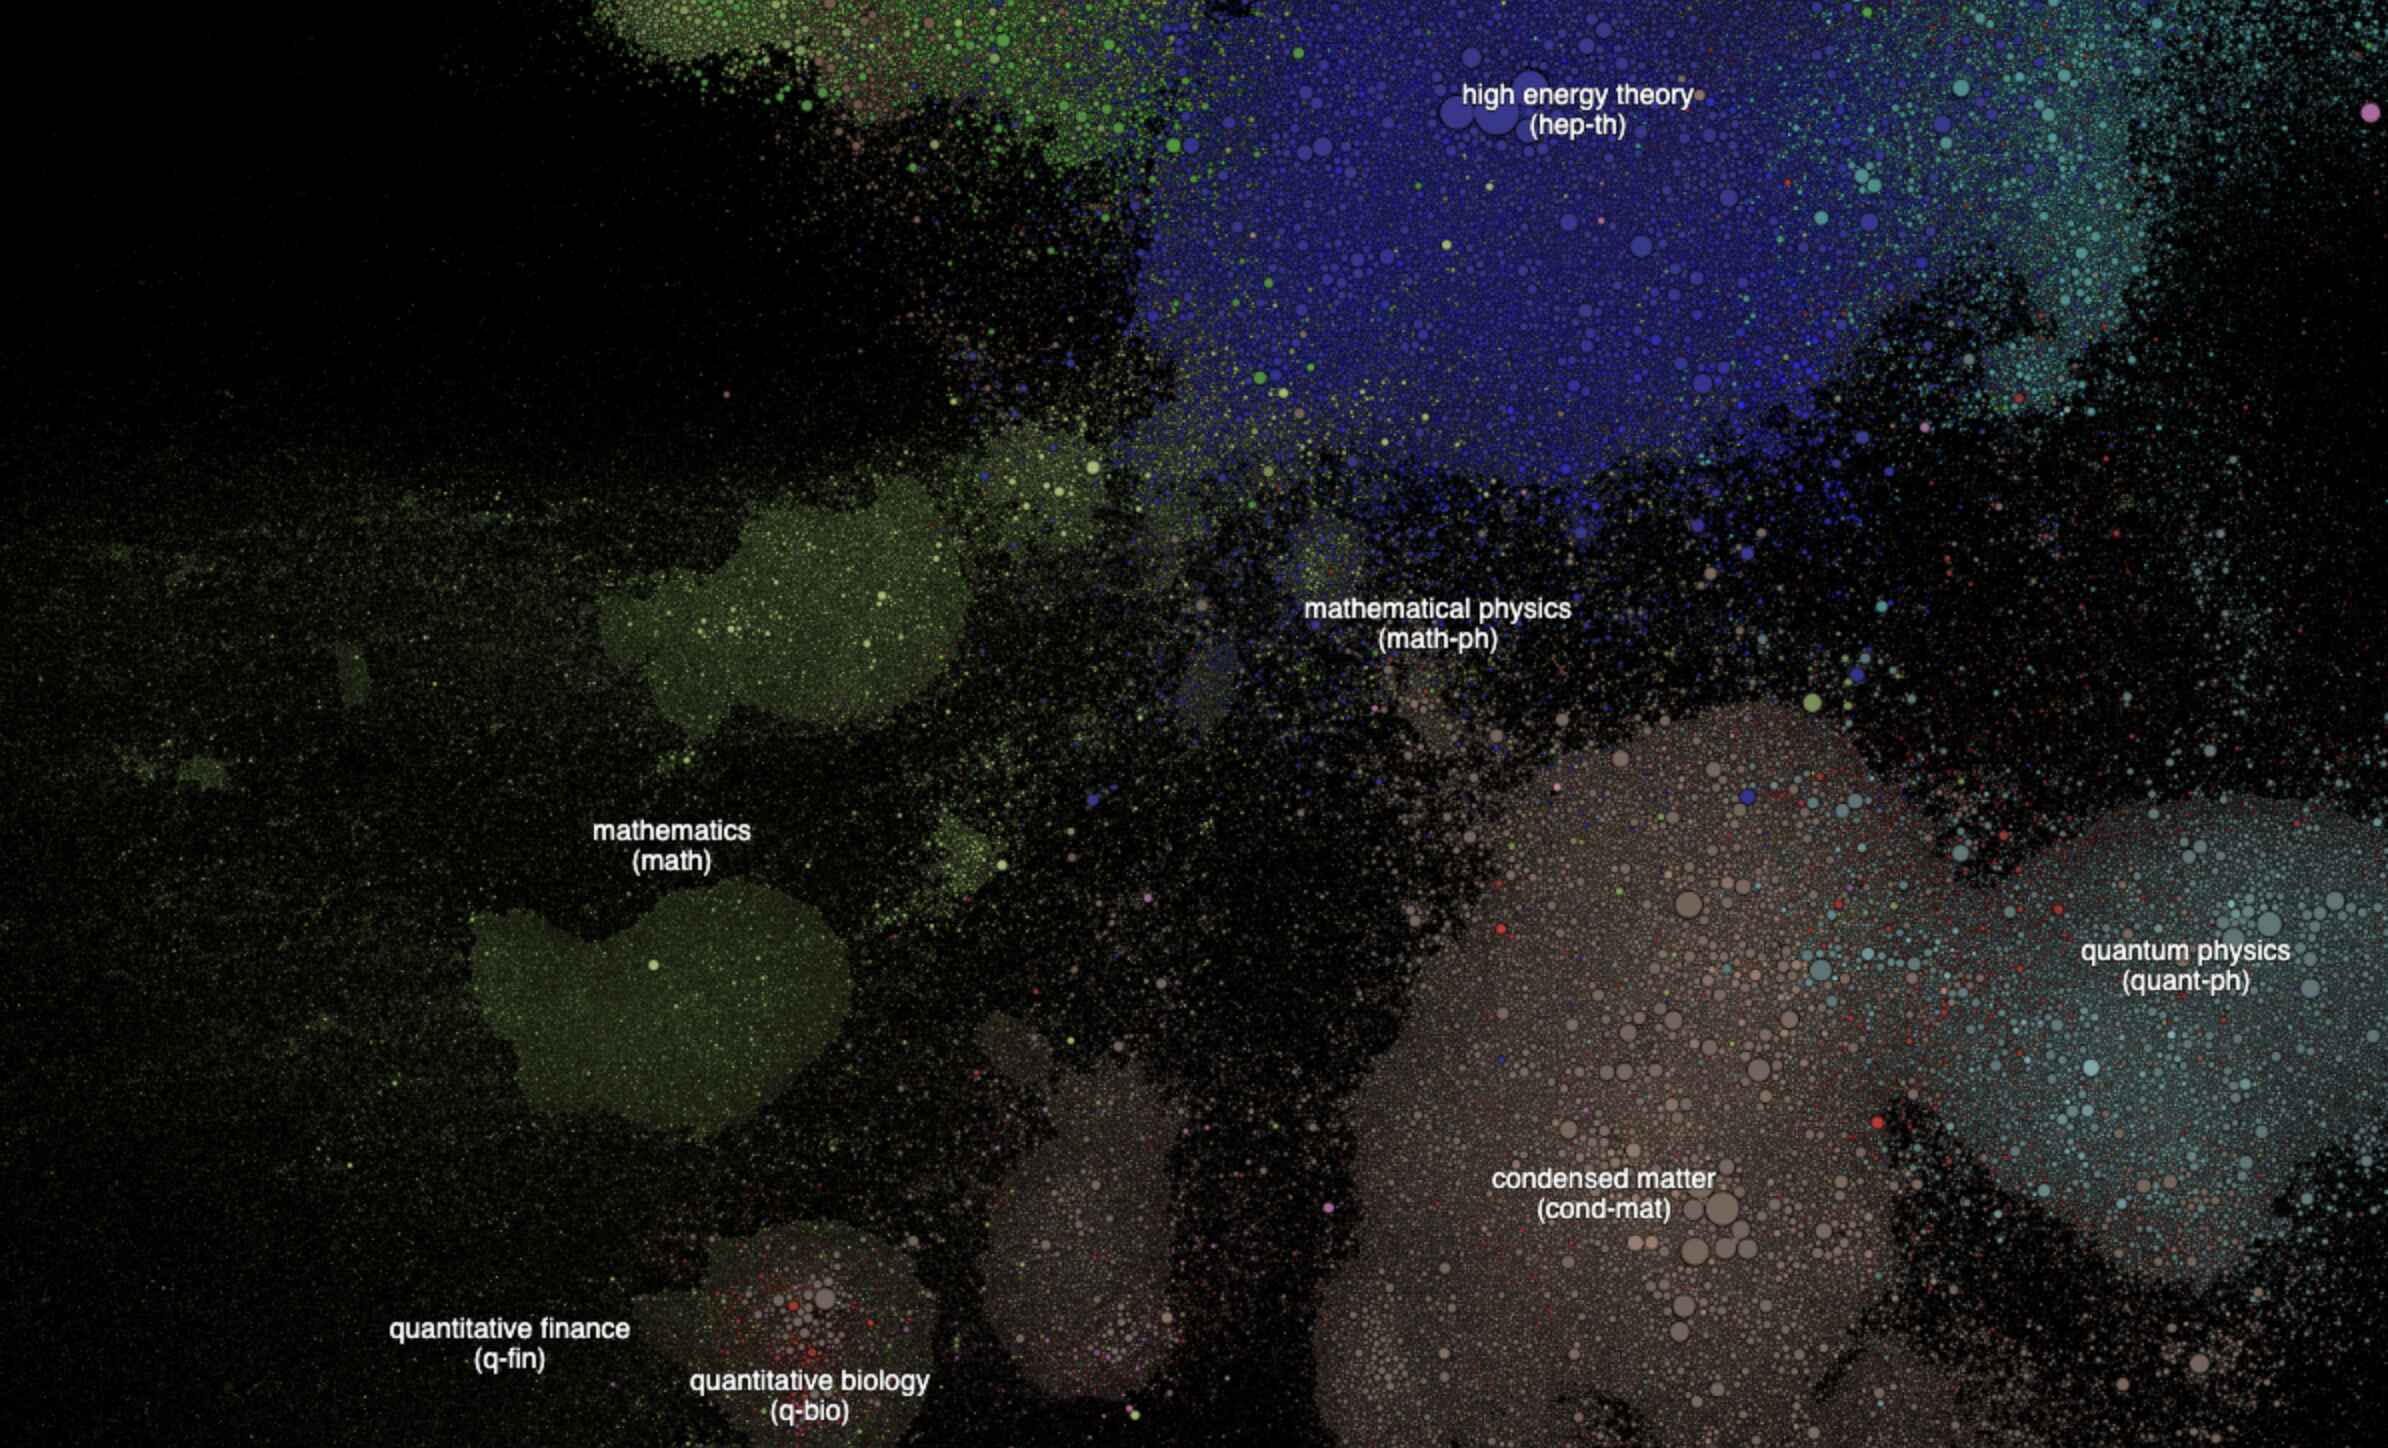 high energy theory
(hep-th)
mathematical physics
(math-ph)
mathematics
(math)
quantum physics
(quant-ph)
condensed matter
(cond-mat)
quantitative finance
(q-fin)
quantitative biology
(q-bio)